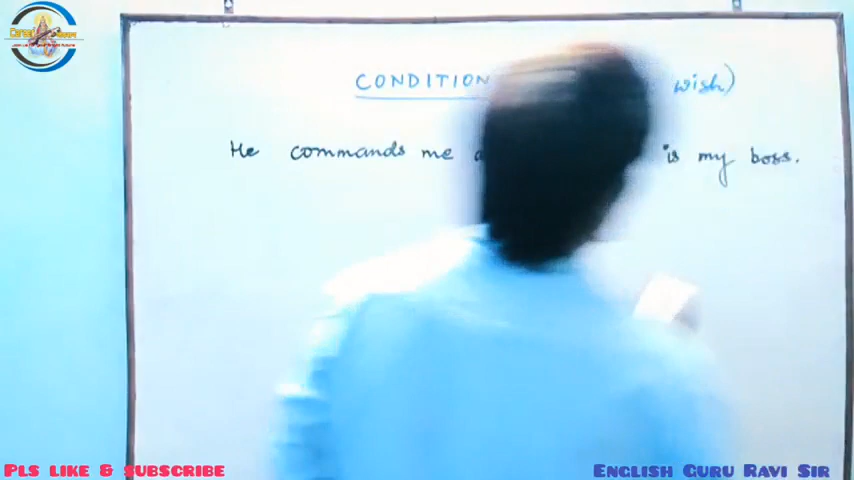 CONDITION wish)
He commands me is my boss.
PLS LIKE & SUBSCRIBE
ENGLISH GURU RAVI SIR